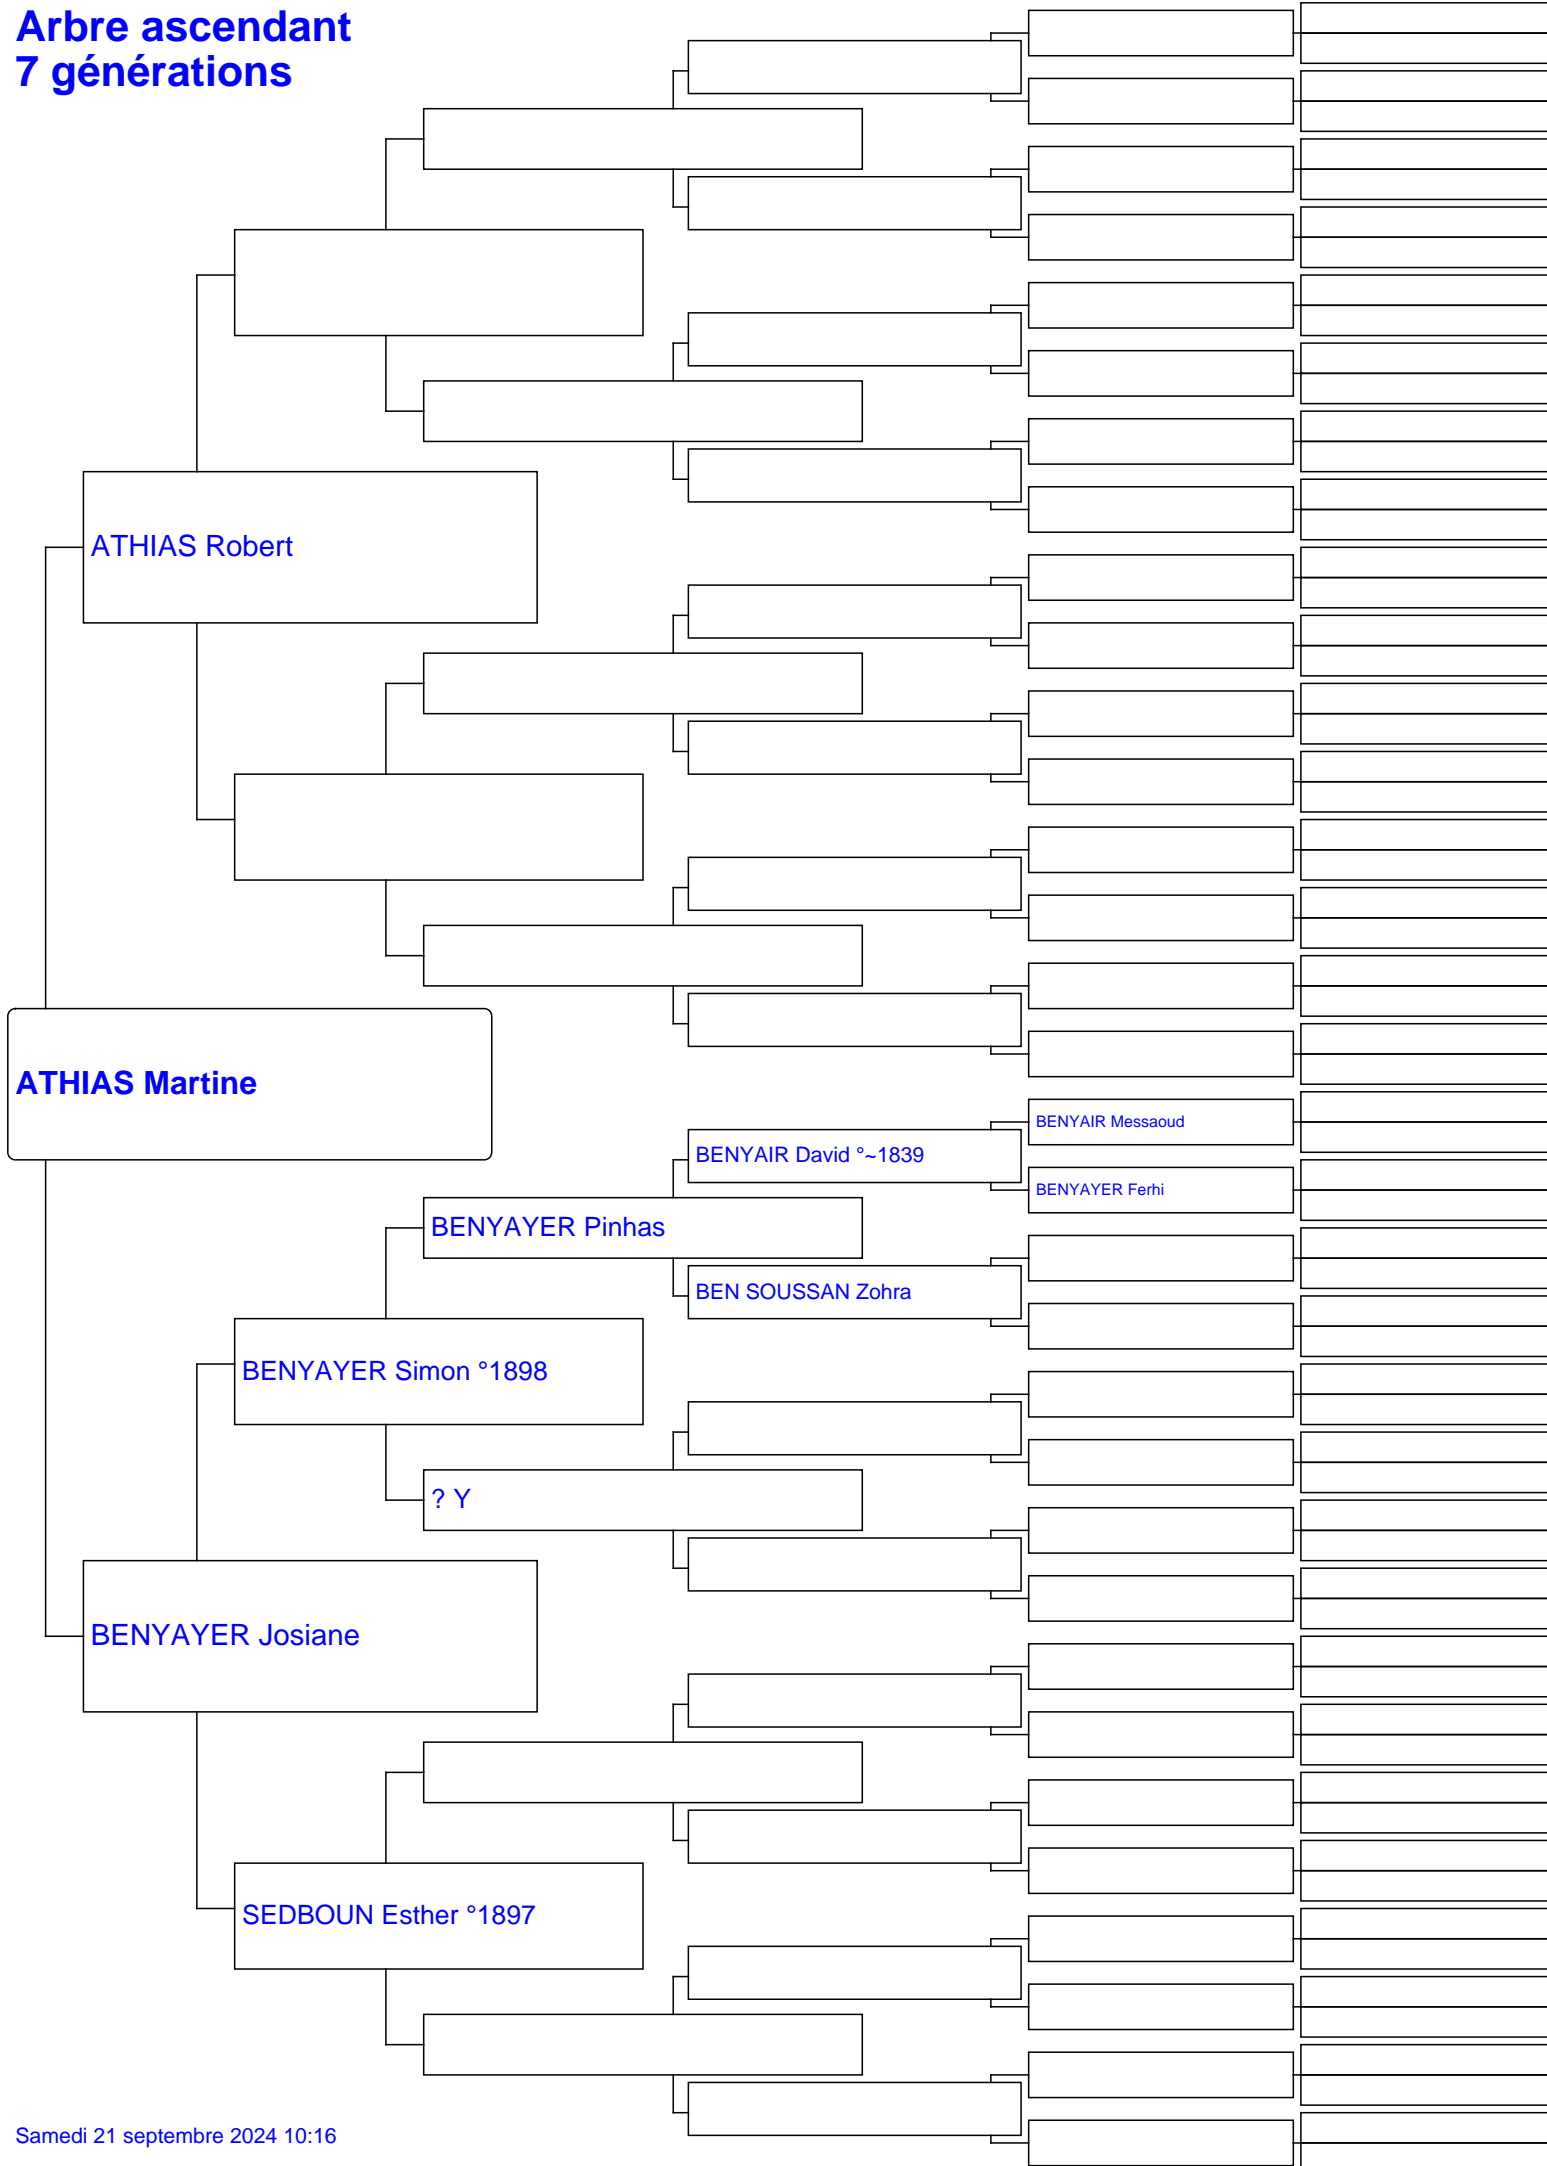 Arbre ascendant
7 générations
ATHIAS Robert
ATHIAS Martine
BENYAIR Messaoud
BENYAIR David °~1839
BENYAYER Ferhi
BENYAYER Pinhas
BEN SOUSSAN Zohra
BENYAYER Simon °1898
? Y
BENYAYER Josiane
SEDBOUN Esther °1897
Samedi 21 septembre 2024 10:16